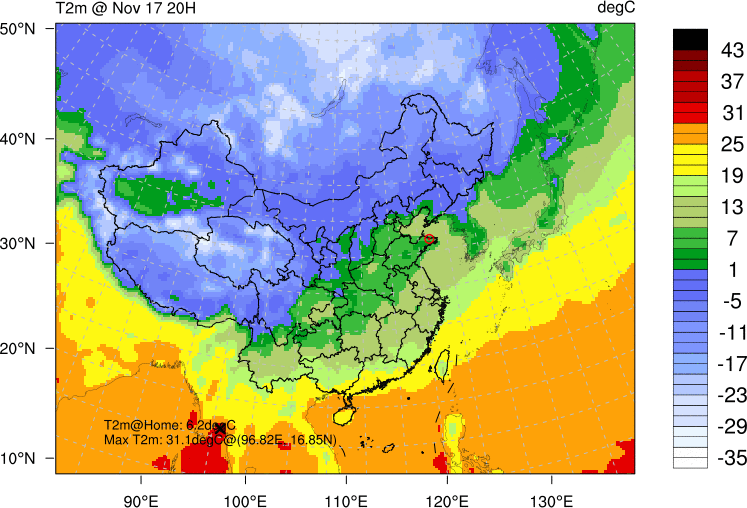 T2m @ Nov 17 20H
degC
50°N
40°N
30°N
20°N
10°N
90°E
100°E
110°E
120°E
130°E
T2m@Home: 6.2degC
Max T2m: 31.1degC@(96.82E, 16.85N)
43
37
31
25
19
13
7
1
-5
-11
-17
-23
-29
-35